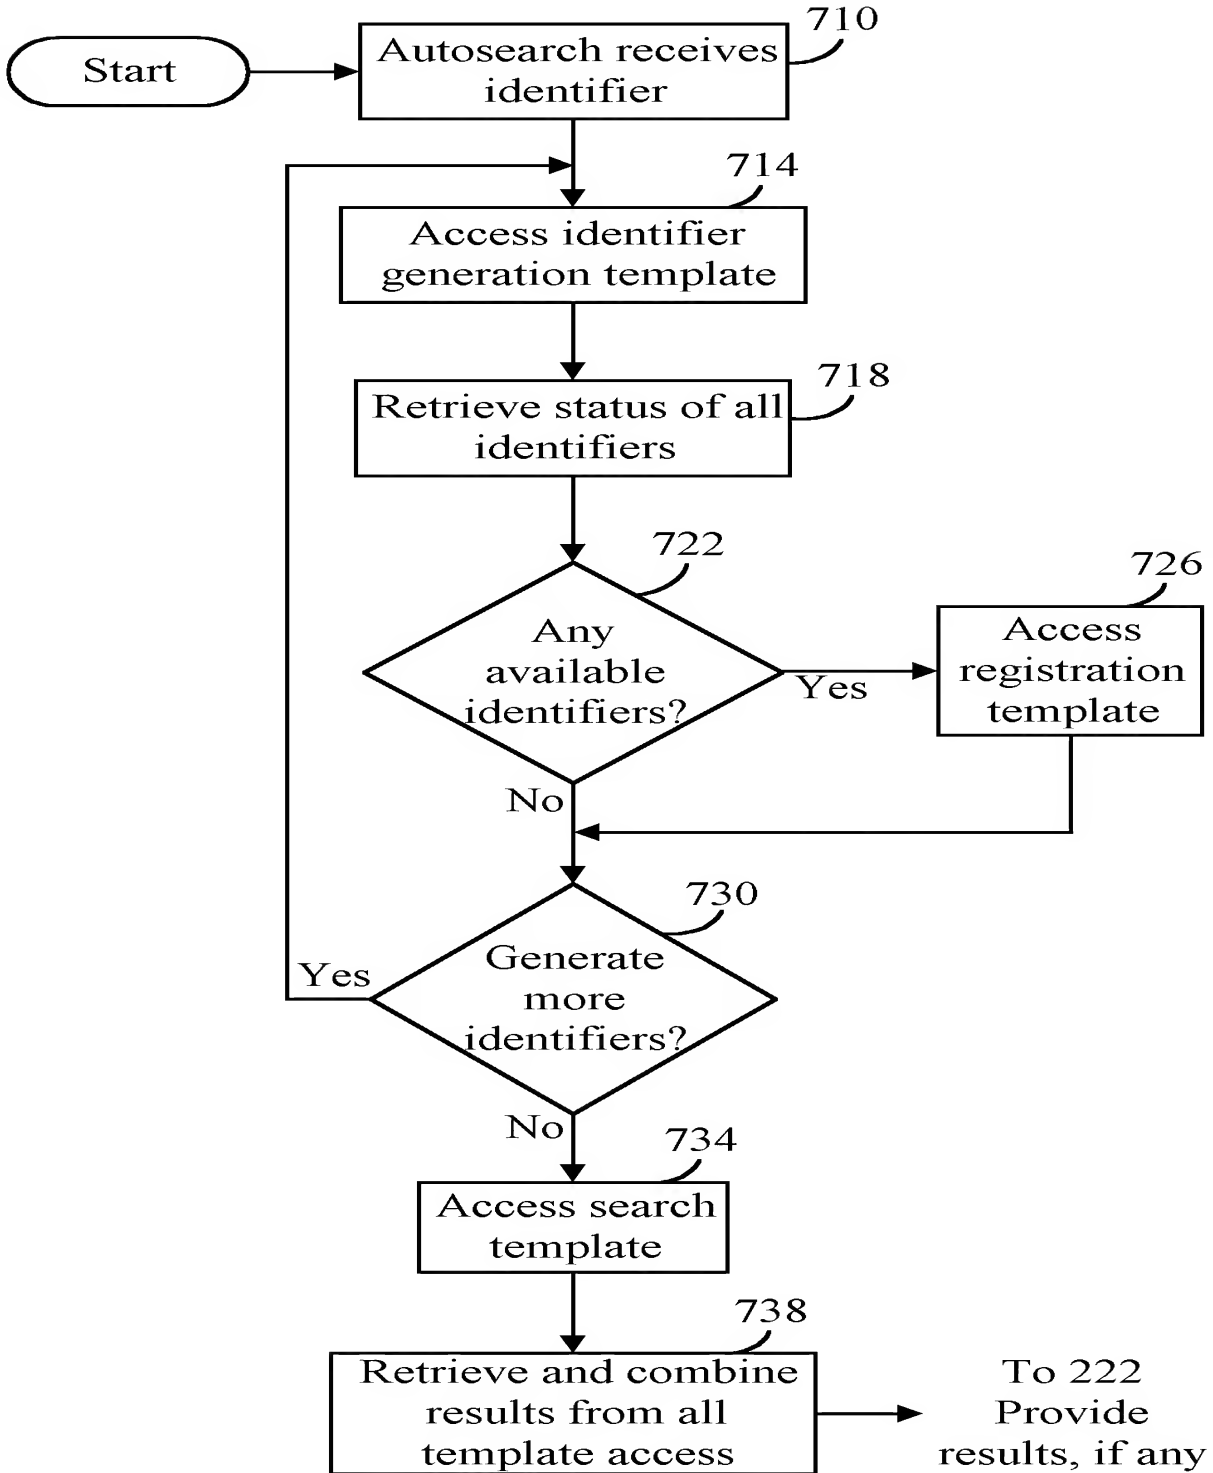 710
Start
Autosearch receives
identifier
714
Access identifier
generation template
718
Retrieve status of all
identifiers
722
726
Any
available
identifiers?
Yes
Access
registration
template
No
730
Yes
Generate
more
identifiers?
No
734
Access search
template
738
Retrieve and combine
results from all
template access
To 222
Provide
results, if any